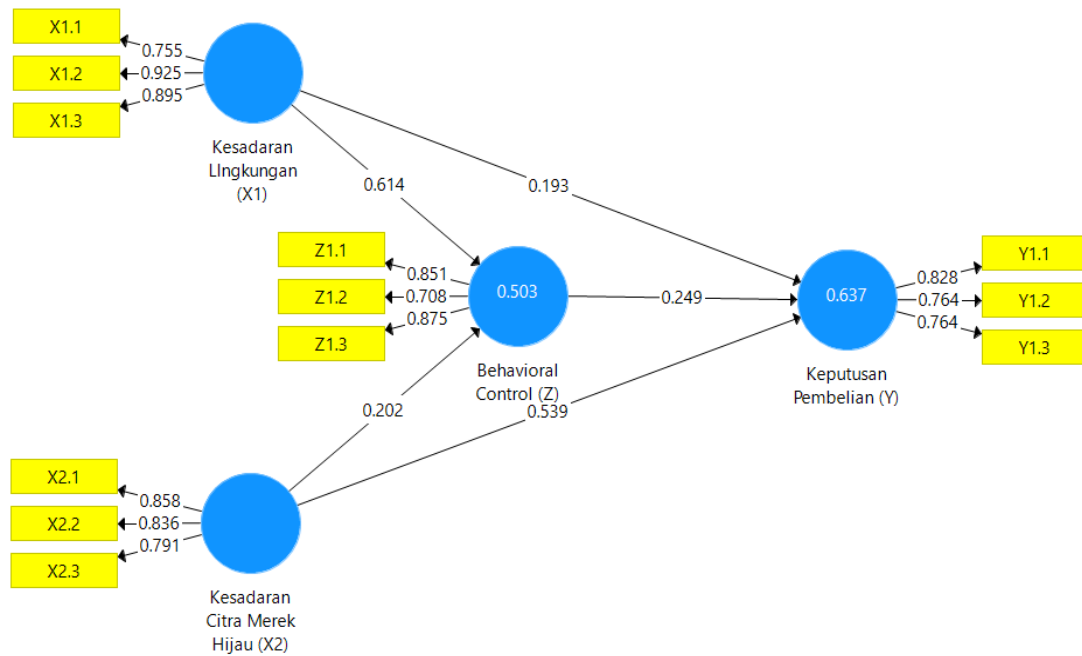 X1.1
0.755
X1.2
0.925
0.895
X1.3
Kesadaran
LIngkungan
(X1)
0.614
0.193
Z1.1
0.851
Z1.2
0.708
0.875
Z1.3
0.503
Behavioral
Control (Z)
0.249
0.637
Keputusan
Pembelian (Y)
Y1.1
0.828
0.764
Y1.2
0.764
Y1.3
0.202
0.539
X2.1
0.858
X2.2
0.836
0.791
X2.3
Kesadaran
Citra Merek
Hijau (X2)